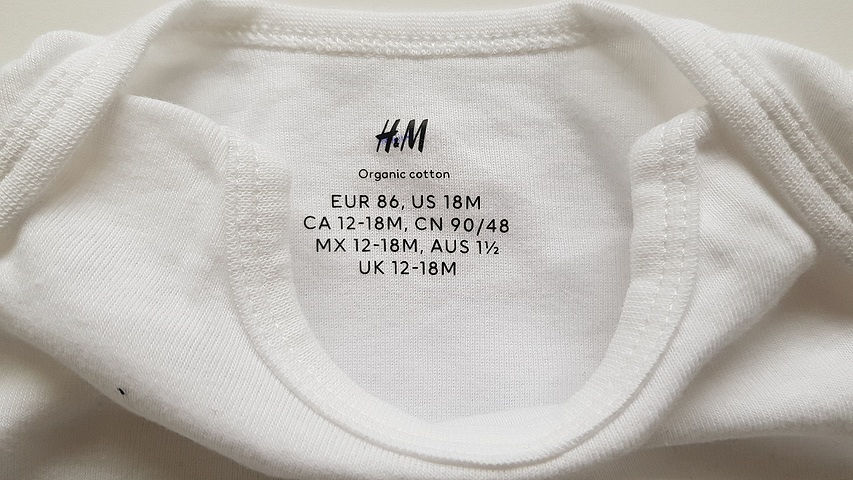 H&M
Organic cotton
EUR 86, US 18M
CA 12-18M, CN 90/48
MX 12-18M, AUS 1½
UK 12-18M